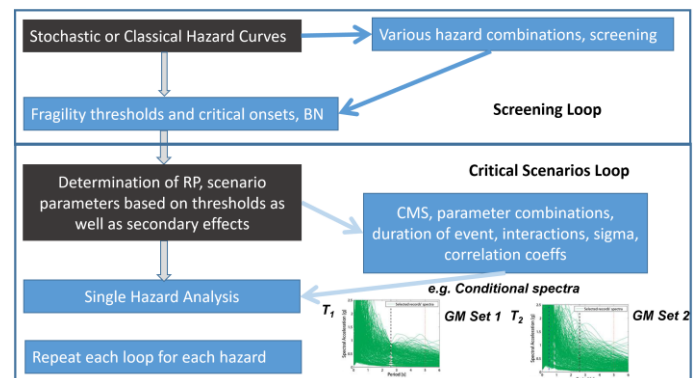 Stochastic or Classical Hazard Curves
Various hazard combinations, screening
Fragility thresholds and critical onsets, BN
Screening Loop
Critical Scenarios Loop
Determination of RP, scenario
parameters based on thresholds as
well as secondary effects
CMS, parameter combinations,
duration of event, interactions, sigma,
correlation coeffs
Single Hazard Analysis
e.g. Conditional spectra
T1
GM Set 1
T2
GM Set 2
Spectral Acceleration (g)
Period (s)
Repeat each loop for each hazard